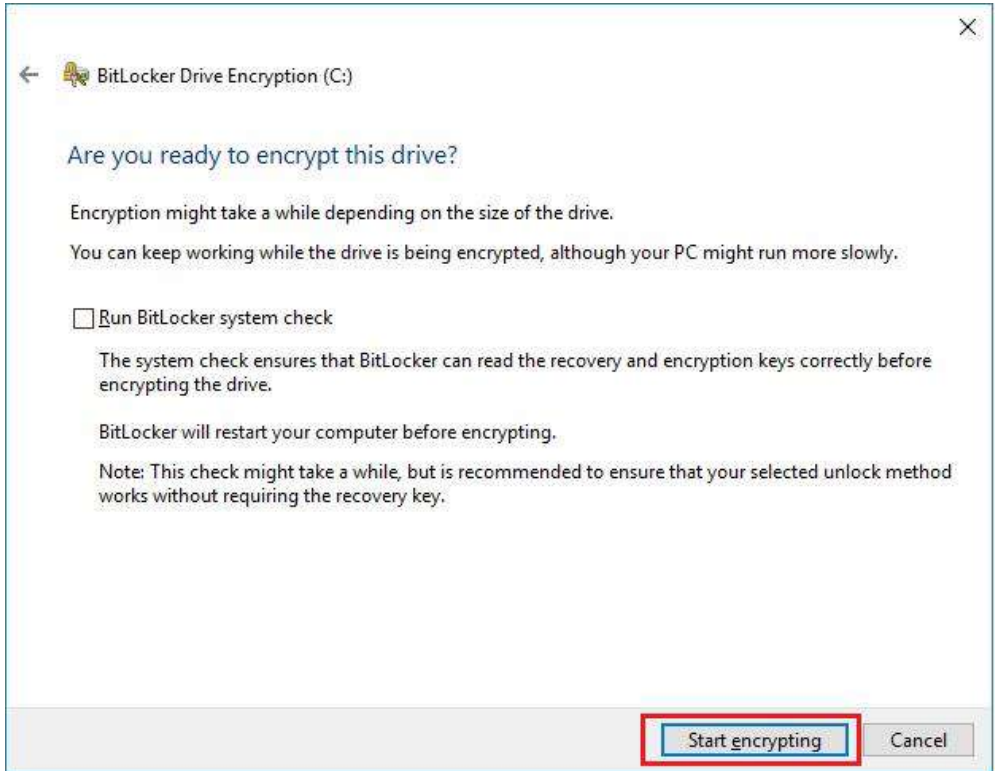 BitLocker Drive Encryption (C:)
Are you ready to encrypt this drive?
Encryption might take a while depending on the size of the drive.
You can keep working while the drive is being encrypted, although your PC might run more slowly.
Run BitLocker system check
The system check ensures that BitLocker can read the recovery and encryption keys correctly before
encrypting the drive.
BitLocker will restart your computer before encrypting.
Note: This check might take a while, but is recommended to ensure that your selected unlock method
works without requiring the recovery key.
Start encrypting Cancel